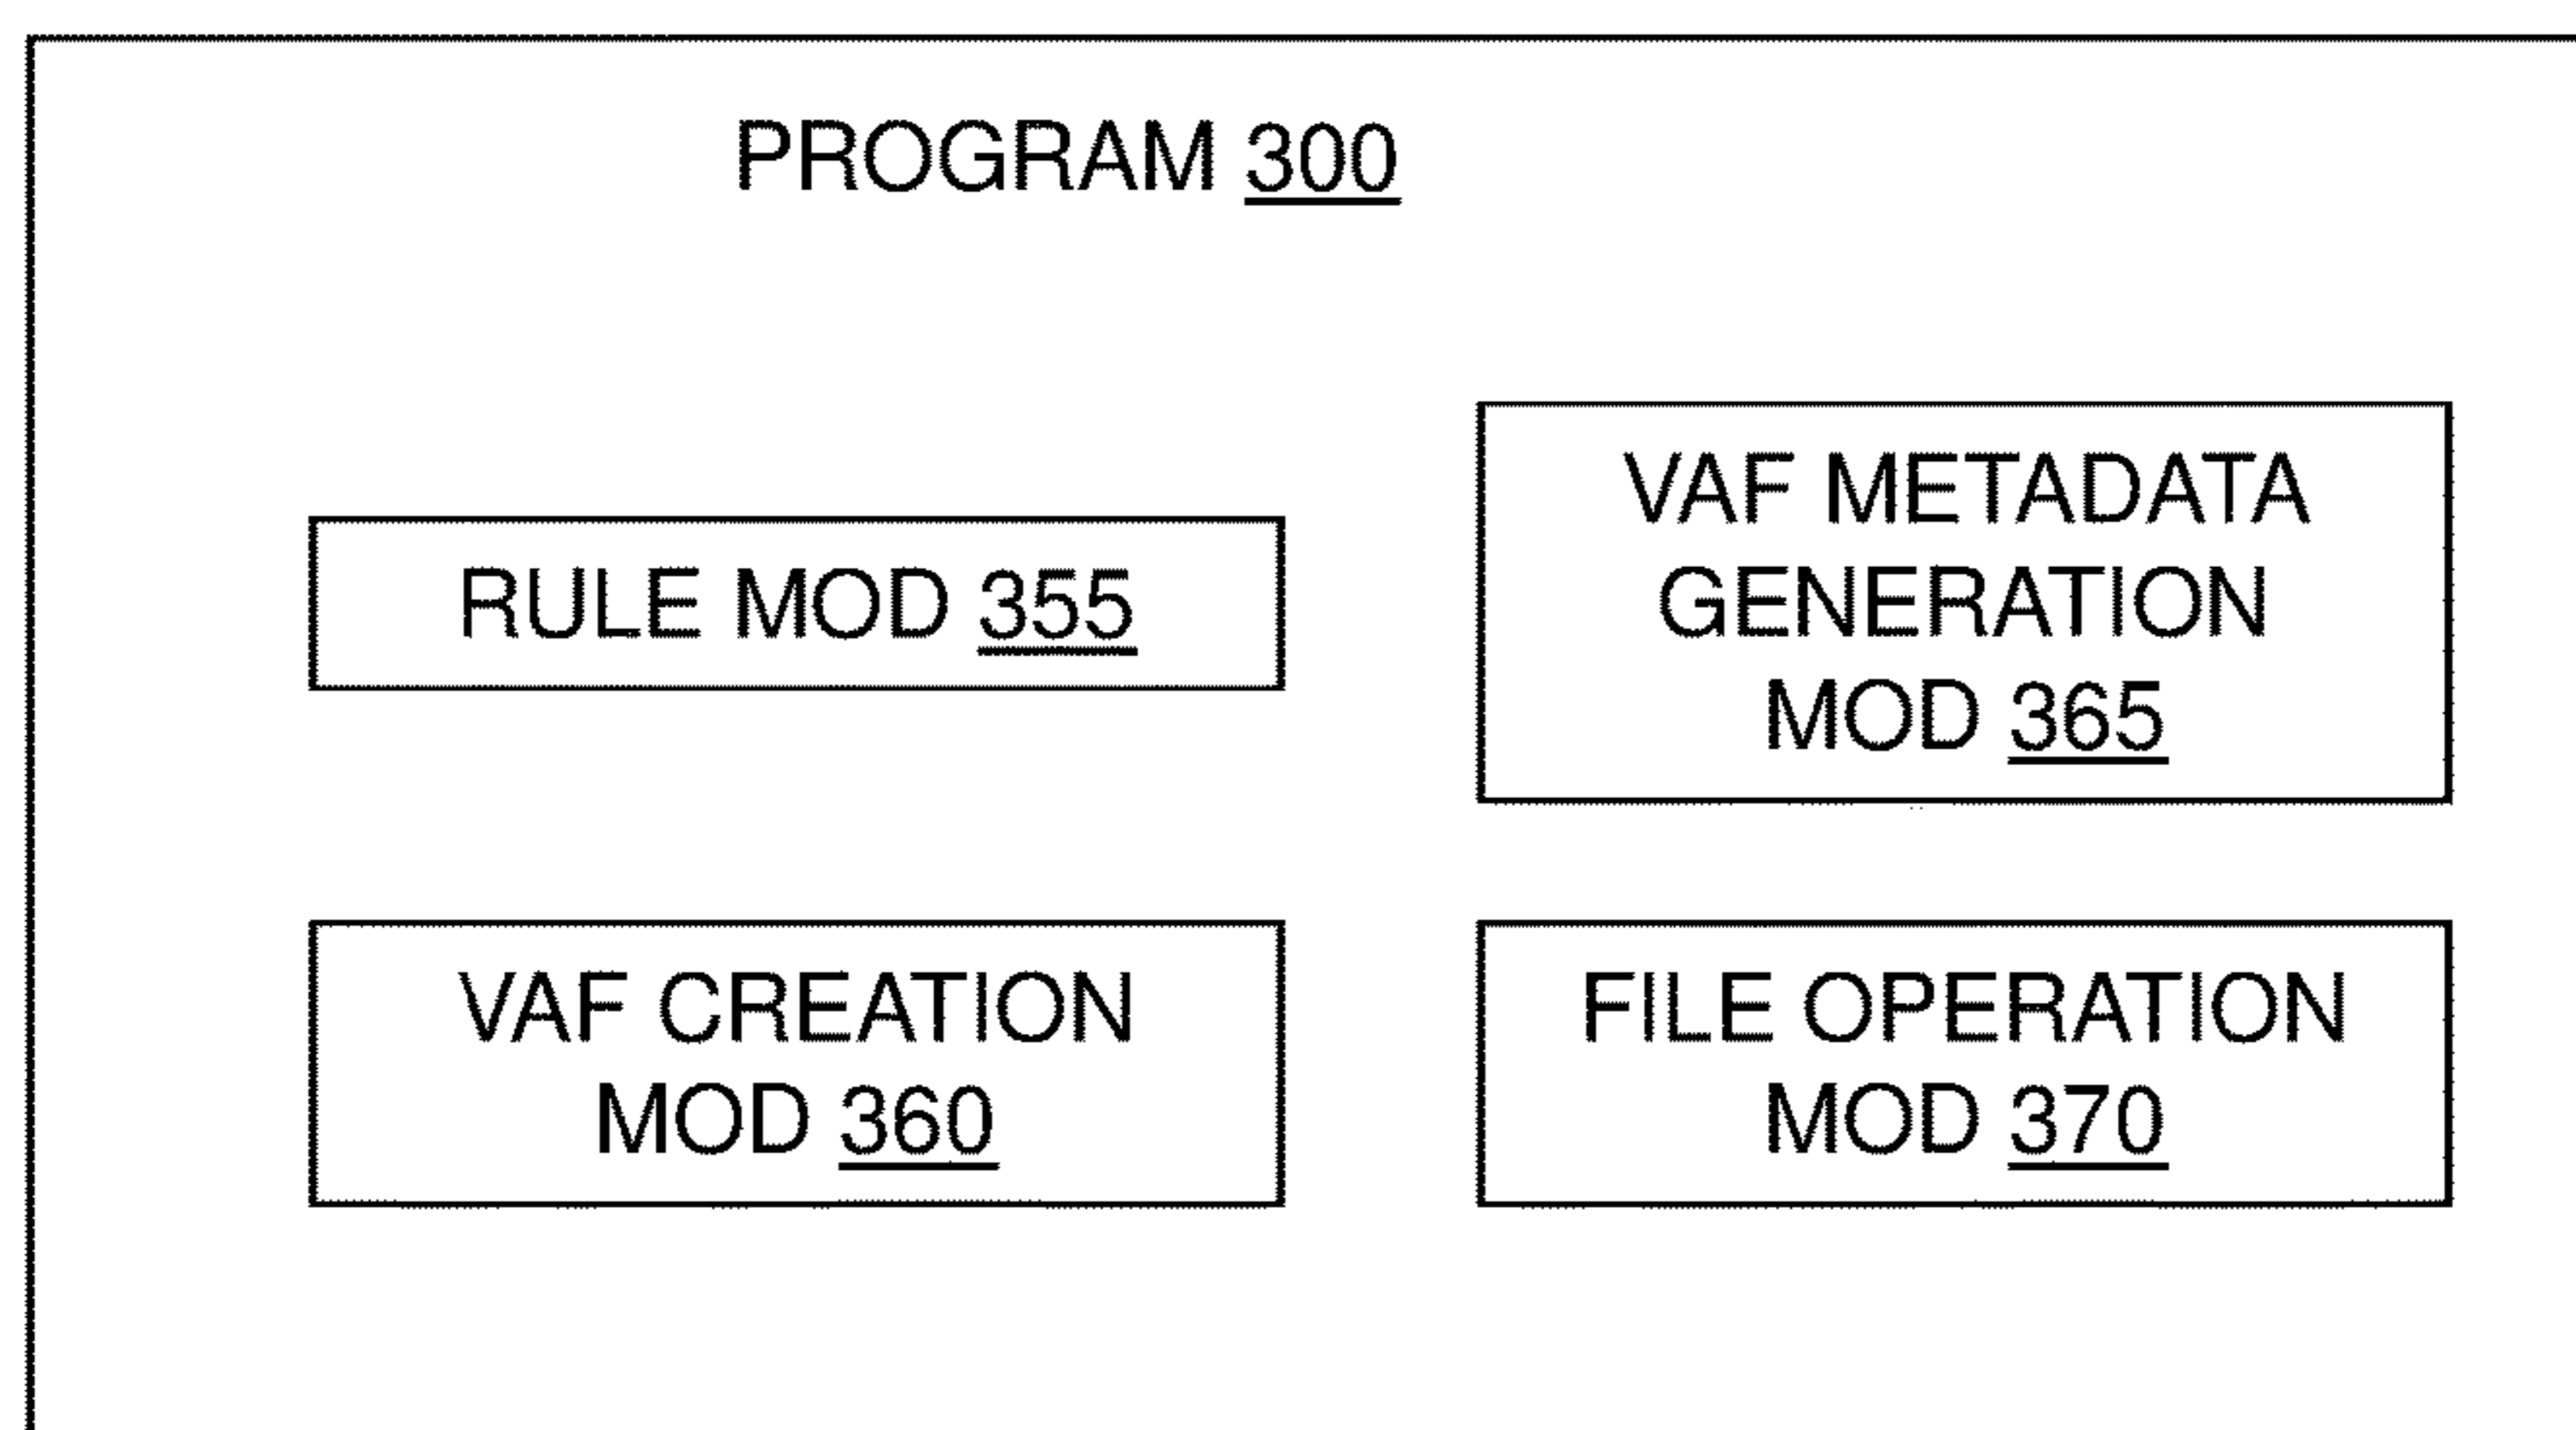 PROGRAM 300
RULE MOD 355
VAF METADATA
GENERATION
MOD 365
VAF CREATION
MOD 360
FILE OPERATION
MOD 370